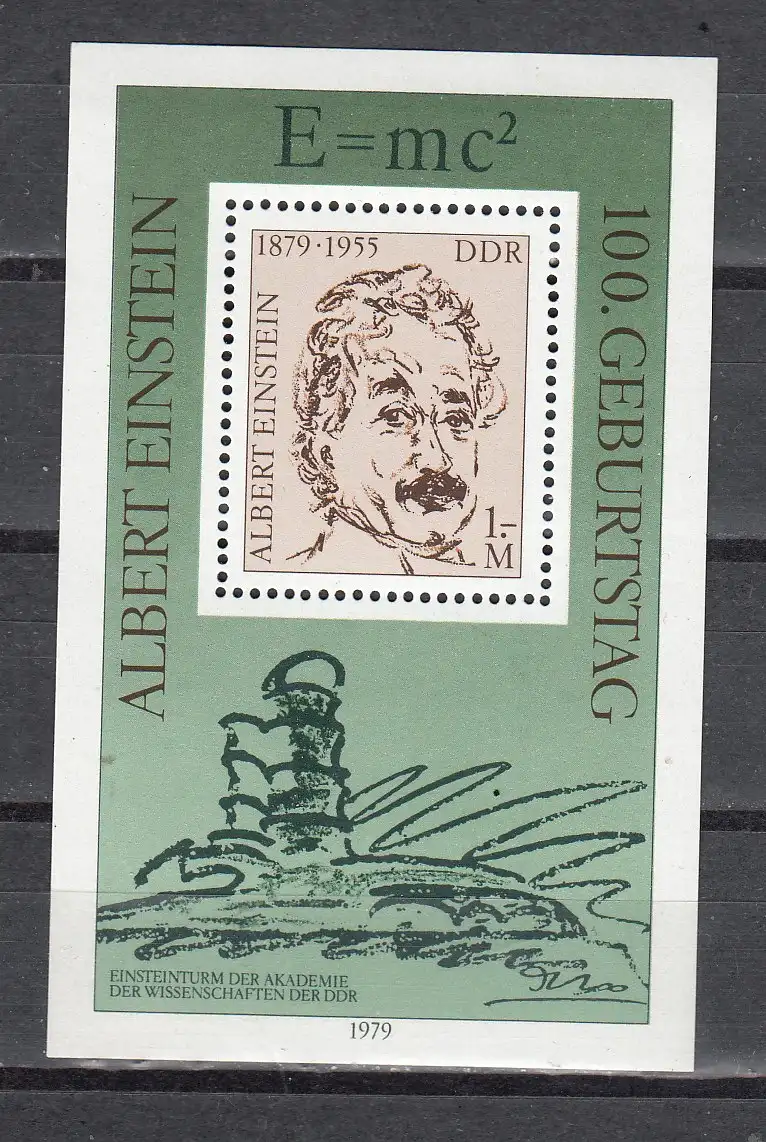 E=mc²
ALBERT EINSTEIN
100. GEBURTSTAG
1879·1955
DDR
ALBERT EINSTEIN
1.–
M
EINSTEINTURM DER AKADEMIE
DER WISSENSCHAFTEN DER DDR
1979